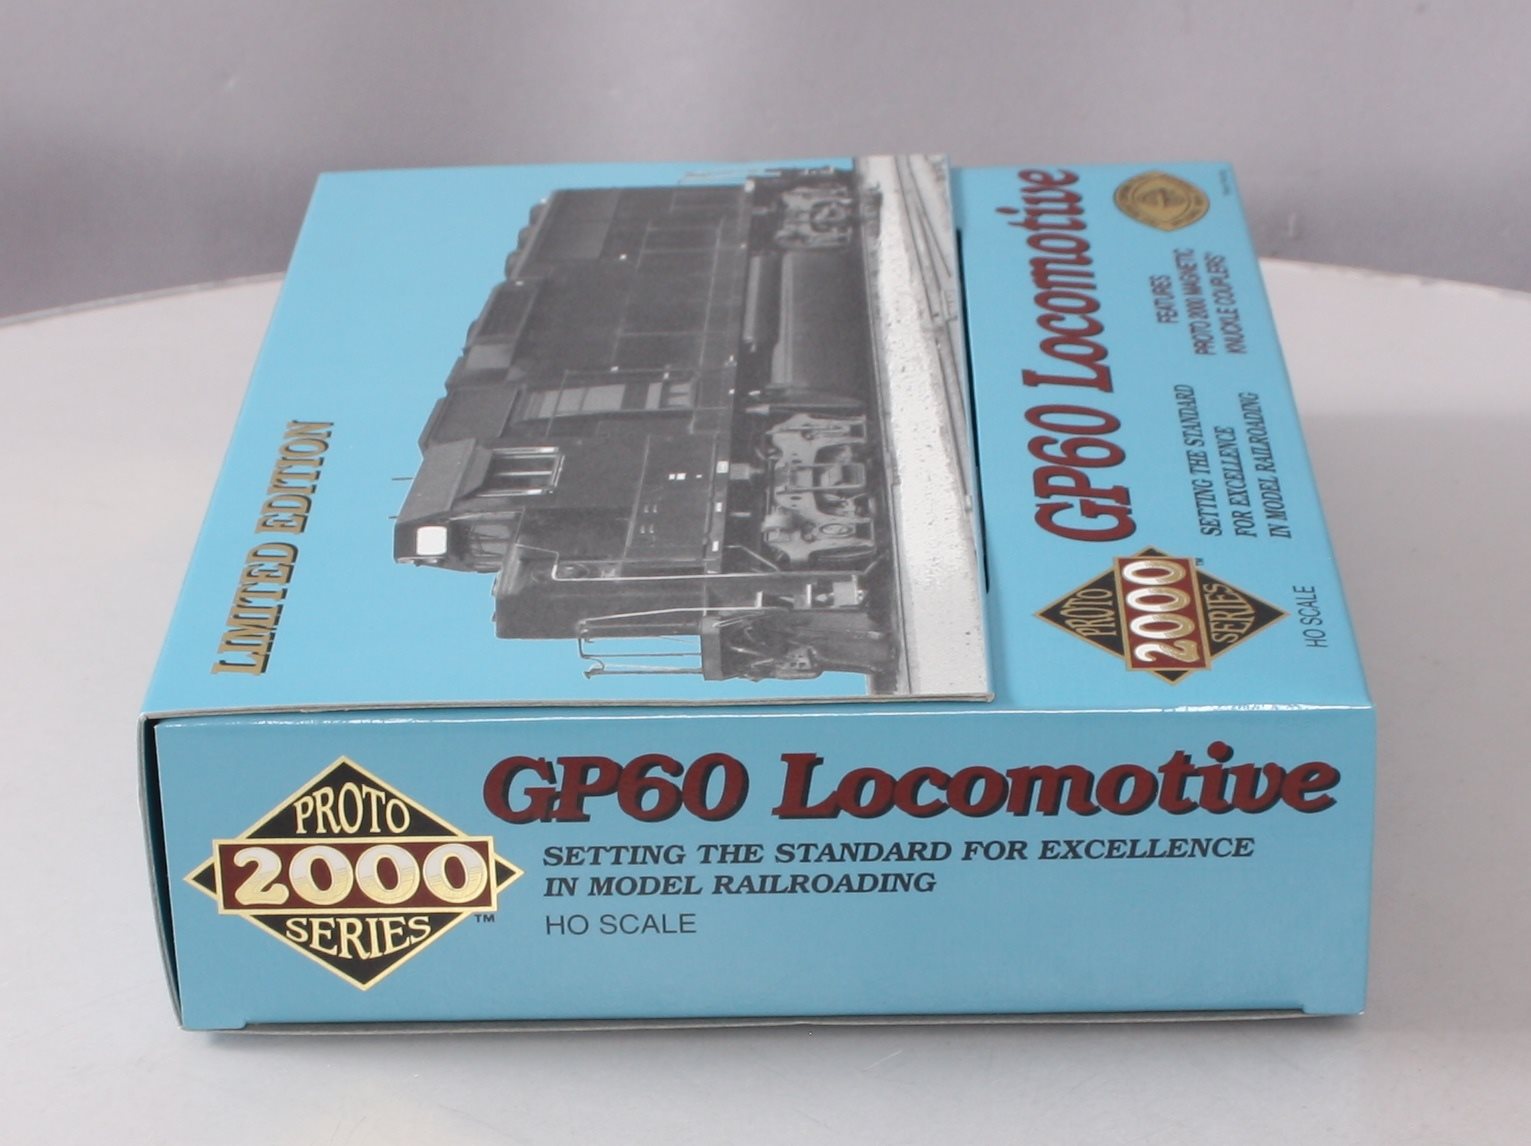 LIMITED EDITION
GP60 Locomotive
FEATURES
PROTO 2000 MAGNETIC
KNUCKLE COUPLERS
SETTING THE STANDARD
FOR EXCELLENCE
IN MODEL RAILROADING
PROTO
2000
SERIES
™
HO SCALE
GP60 Locomotive
SETTING THE STANDARD FOR EXCELLENCE
IN MODEL RAILROADING
HO SCALE
PROTO
2000
SERIES
™